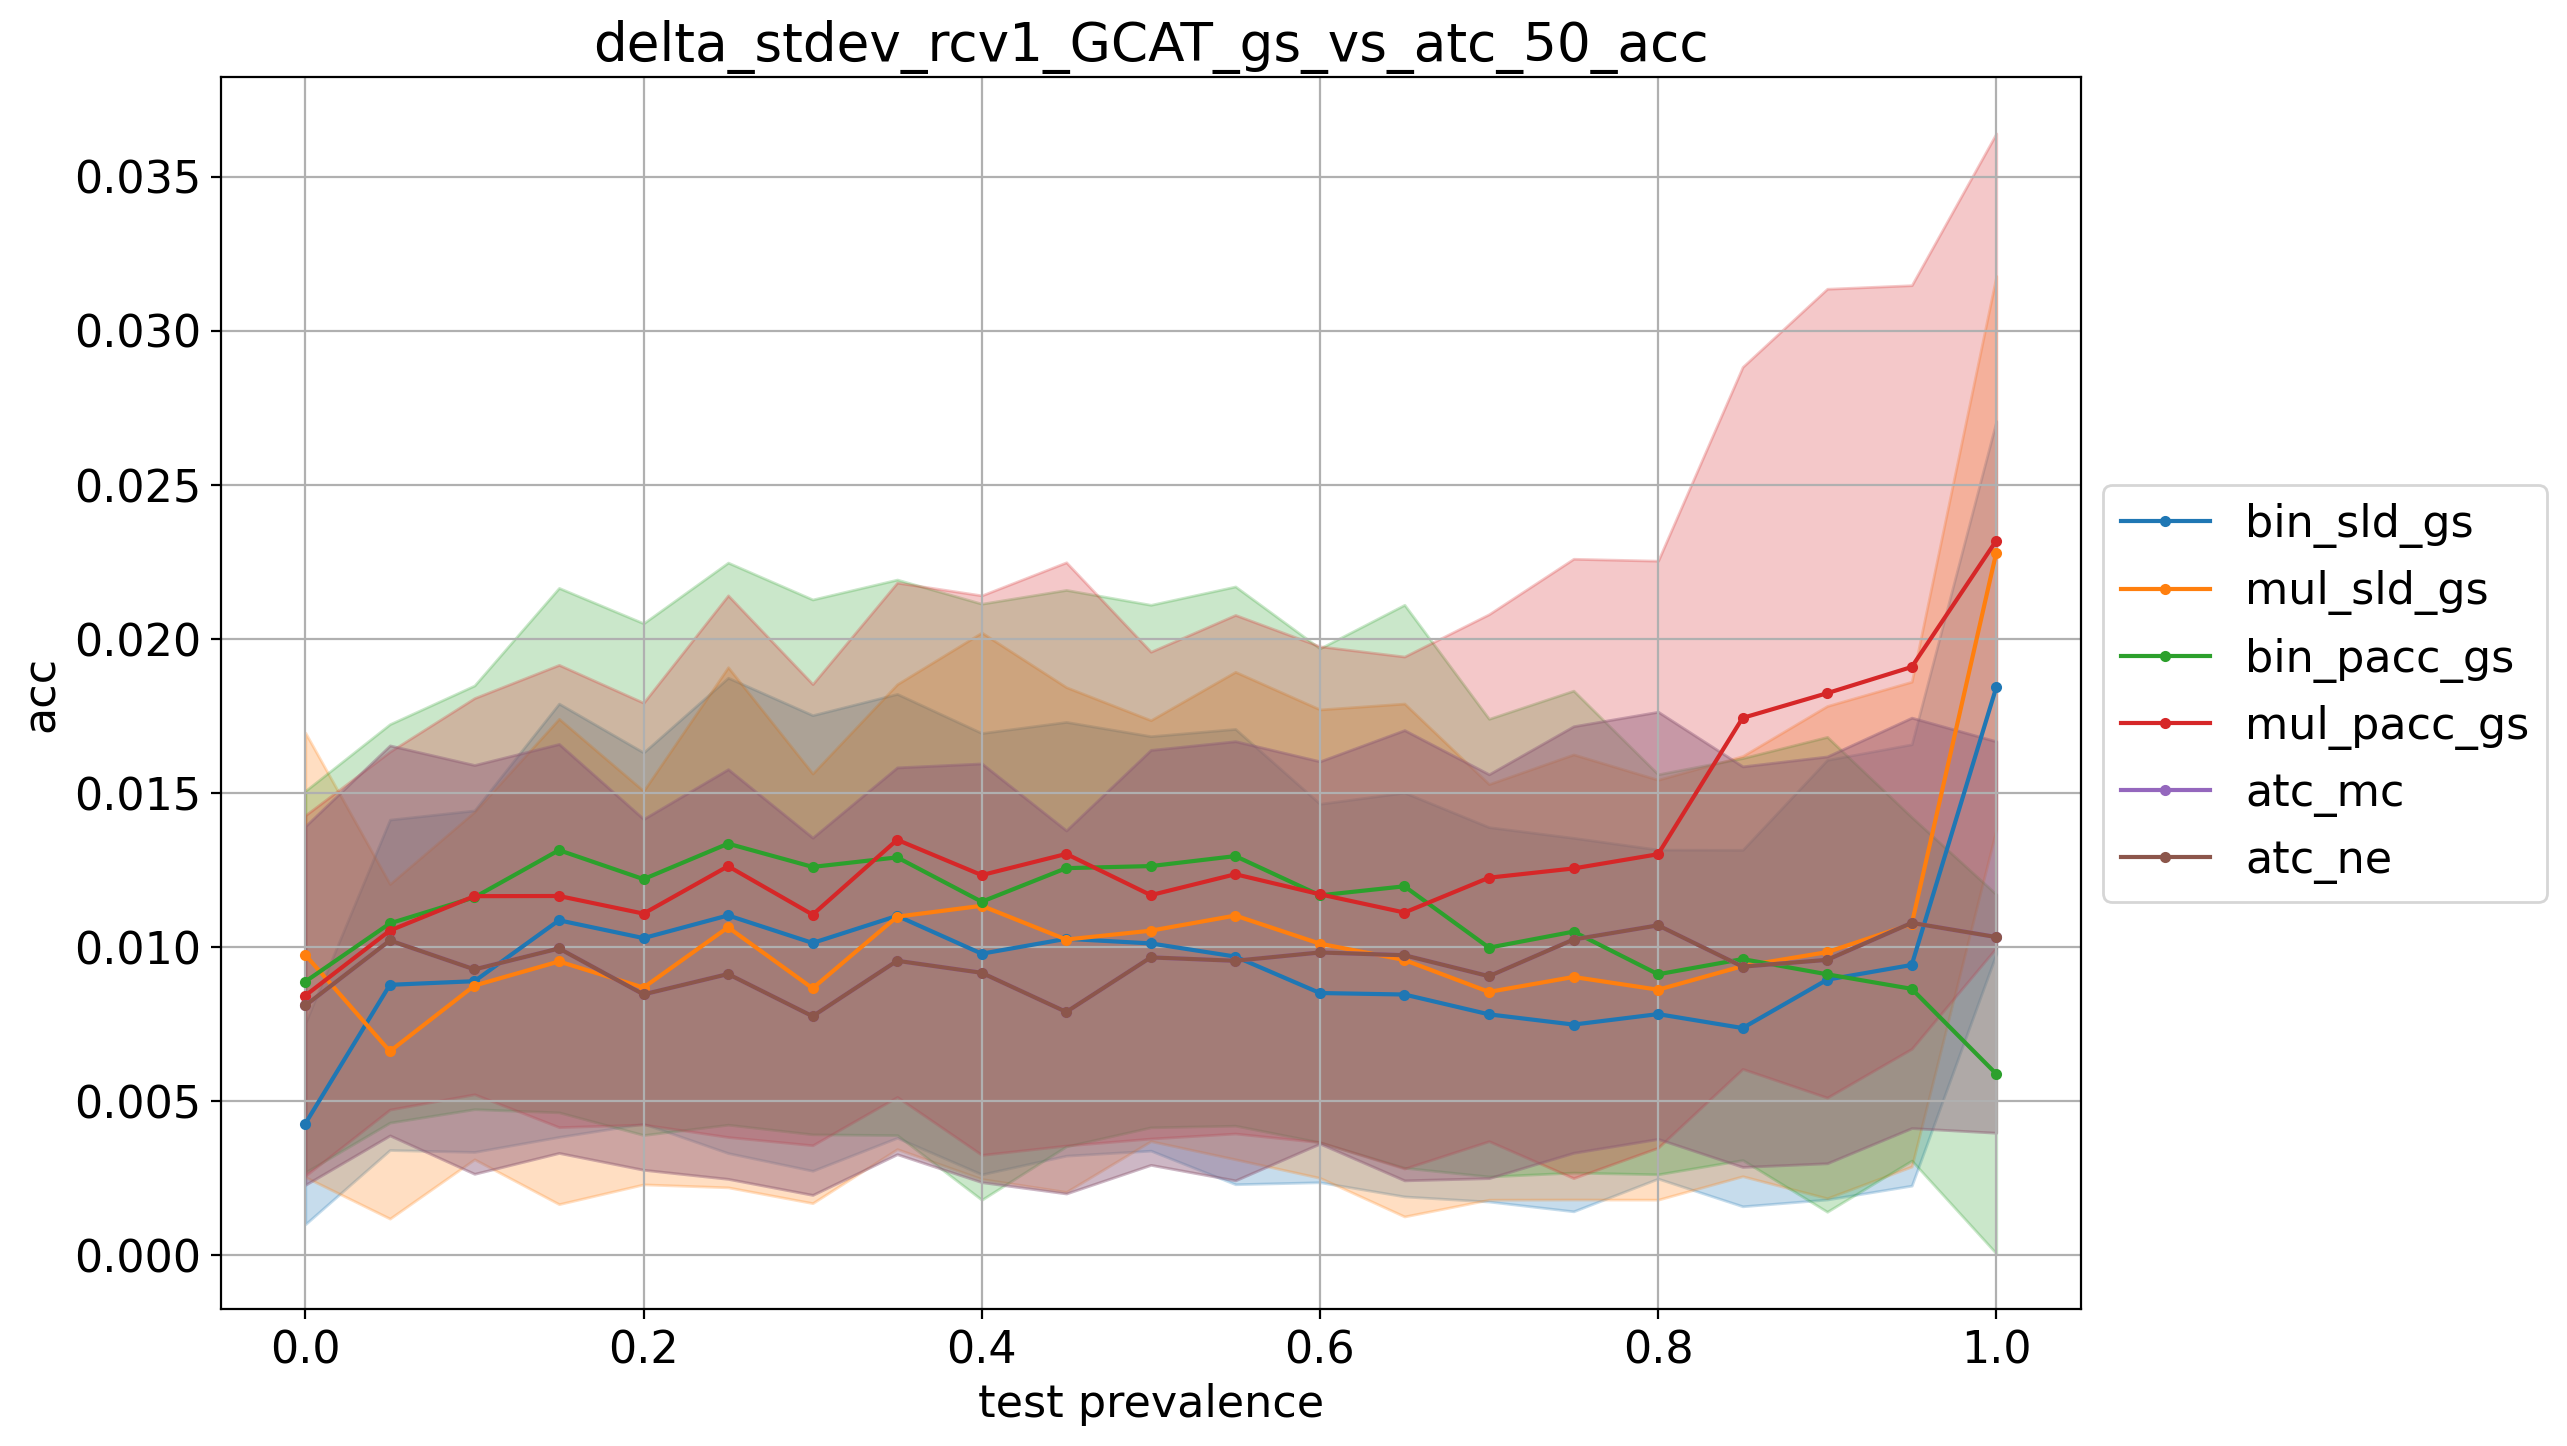 delta_stdev_rcv1_GCAT_gs_vs_atc_50_acc
0.035
0.030
0.025
0.020
0.015
0.010
0.005
0.000
acc
0.0 0.2 0.4 0.6 0.8 1.0
test prevalence
bin_sld_gs
mul_sld_gs
bin_pacc_gs
mul_pacc_gs
atc_mc
atc_ne